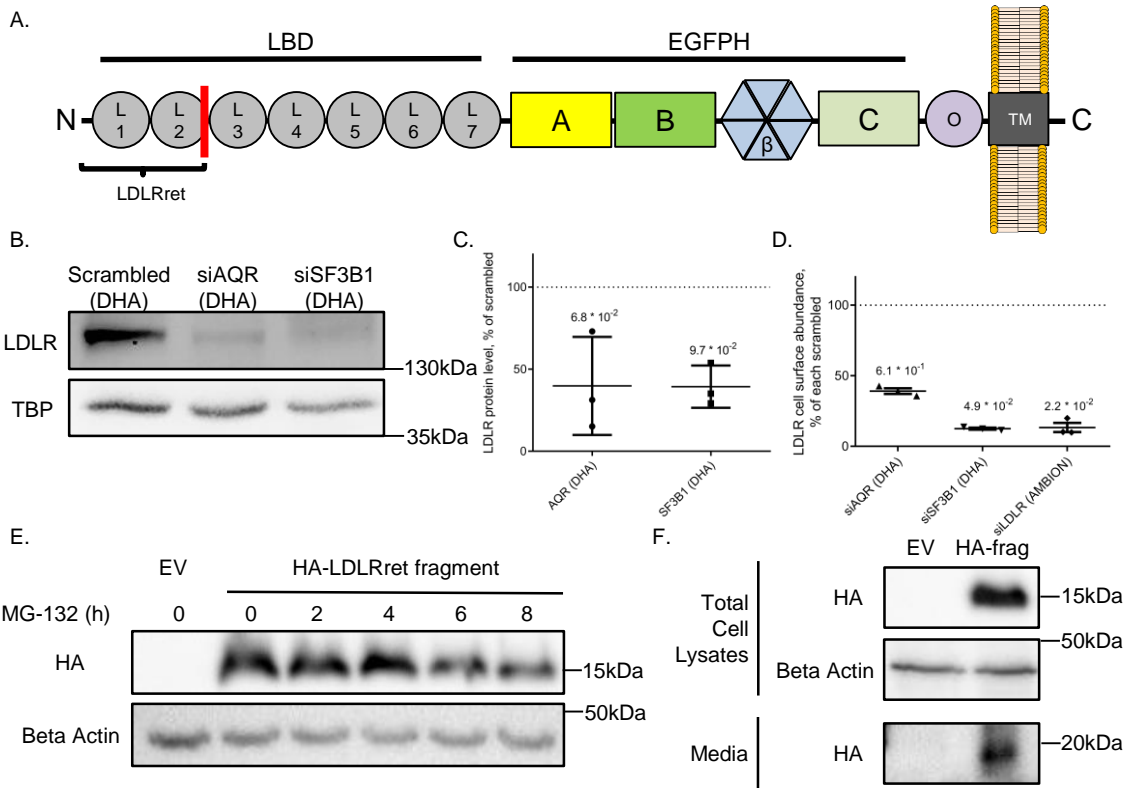 A.
LBD
EGFPH
N
L 1
L 2
L 3
L 4
L 5
L 6
L 7
A
B
β
C
O
TM
C
LDLRret
B.
Scrambled (DHA)
siAQR (DHA)
siSF3B1 (DHA)
LDLR
130kDa
TBP
35kDa
C.
LDLR protein level, % of scrambled
100
50
0
6.8 * 10-2
9.7 * 10-2
AQR (DHA)
SF3B1 (DHA)
D.
LDLR cell surface abundance,
% of each scrambled
100
50
0
6.1 * 10-1
4.9 * 10-2
2.2 * 10-2
siAQR (DHA)
siSF3B1 (DHA)
siLDLR (AMBION)
E.
EV
HA-LDLRret fragment
MG-132 (h) 0 0 2 4 6 8
HA
15kDa
50kDa
Beta Actin
F.
EV HA-frag
Total
Cell
Lysates
HA
15kDa
50kDa
Beta Actin
Media
HA
20kDa